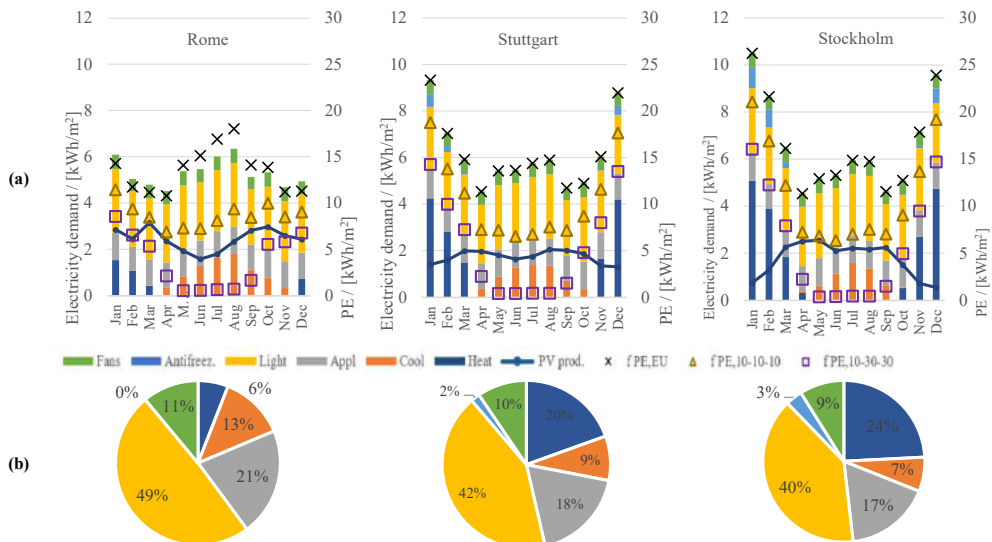 Rome
Stuttgart
Stockholm
(a)
Electricity demand / [kWh/m²]
12
10
8
6
4
2
0
30
25
20
15
10
5
0
PE / [kWh/m²]
Jan Feb Mar Apr M. Jun Jul Aug Sep Oct Nov Dec
Electricity demand / [kWh/m²]
12
10
8
6
4
2
0
30
25
20
15
10
5
0
PE / [kWh/m²]
Jan Feb Mar Apr May Jun Jul Aug Sep Oct Nov Dec
Electricity demand / [kWh/m²]
12
10
8
6
4
2
0
30
25
20
15
10
5
0
PE / [kWh/m²]
Jan Feb Mar Apr May Jun Jul Aug Sep Oct Nov Dec
Fans Antifreez. Light Appl Cool Heat PV prod. fPE,EU fPE,10-10-10 fPE,10-30-30
(b)
0% 11% 6% 13% 21% 49%
2% 10% 20% 9% 18% 42%
3% 9% 24% 7% 17% 40%